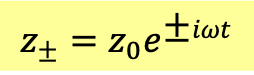 z± = z₀e^{±iωt}